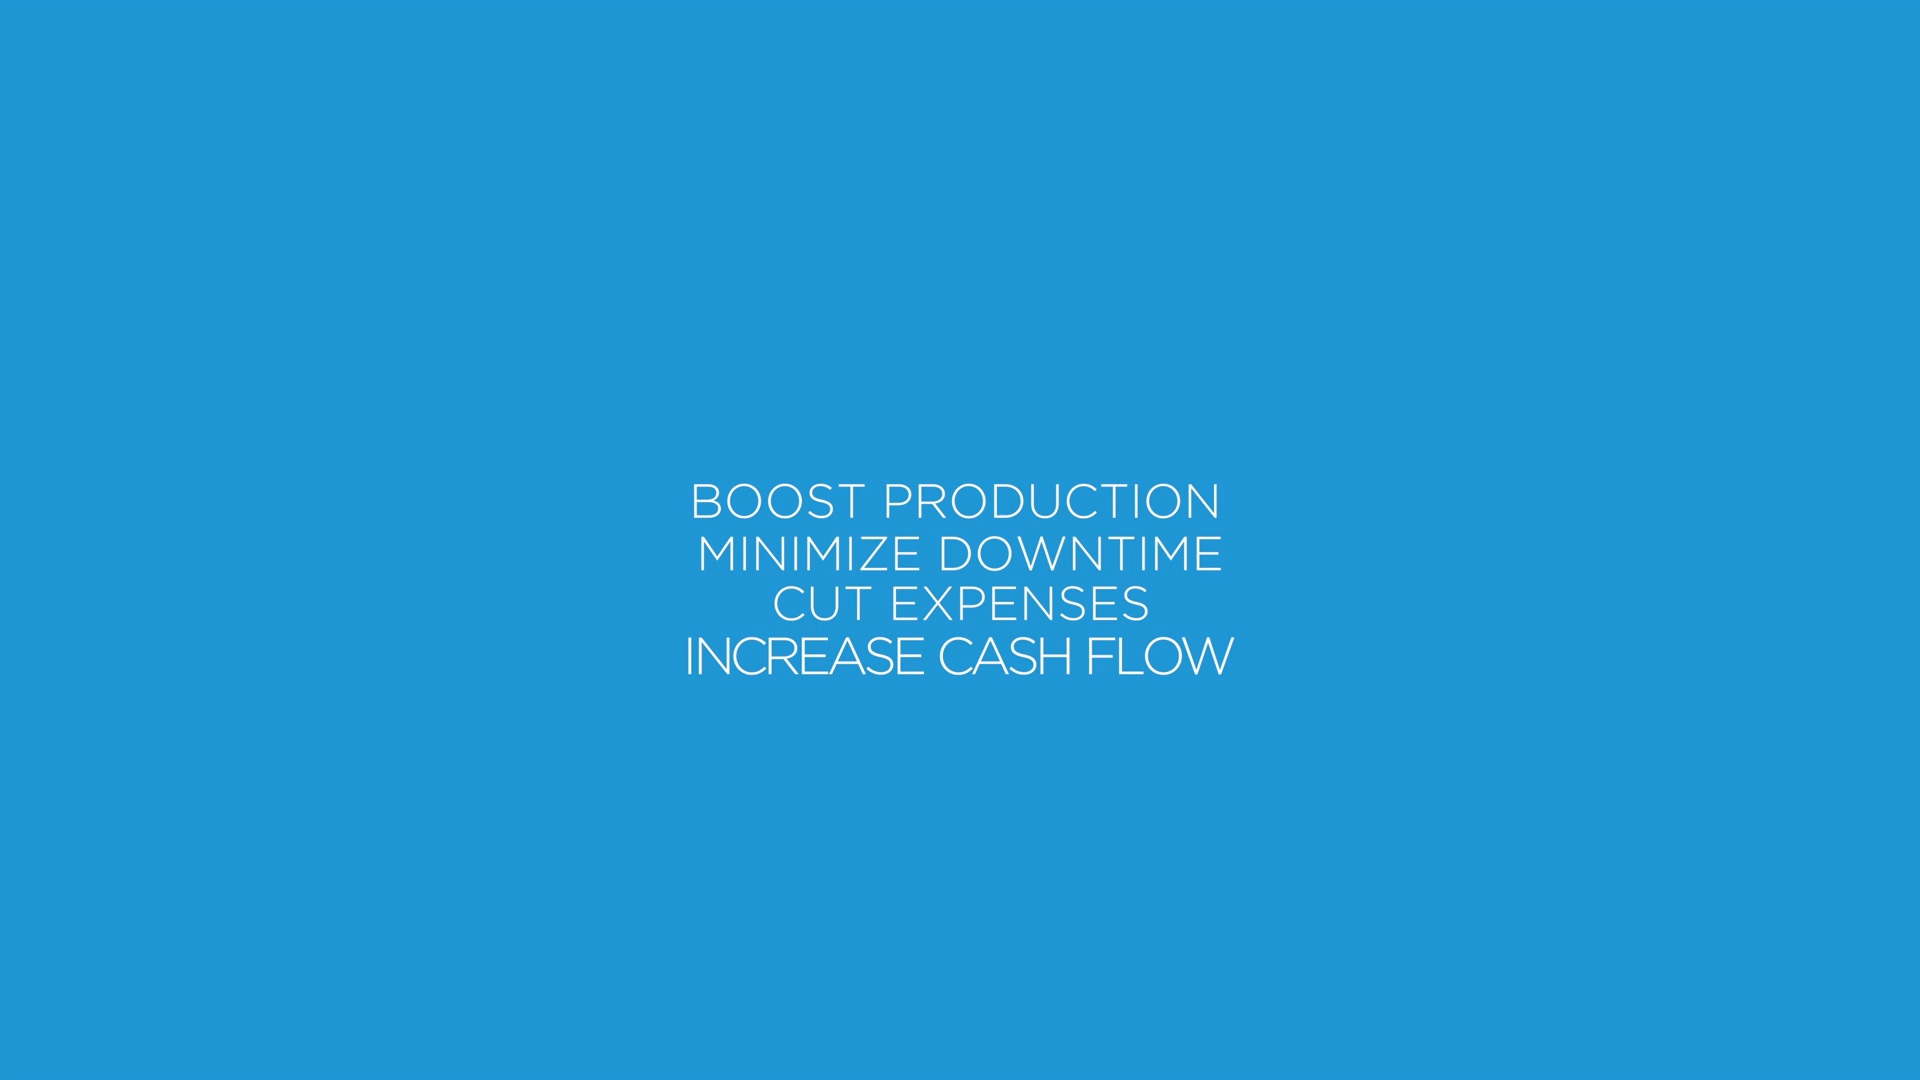 BOOST PRODUCTION
MINIMIZE DOWNTIME
CUT EXPENSES
INCREASE CASH FLOW